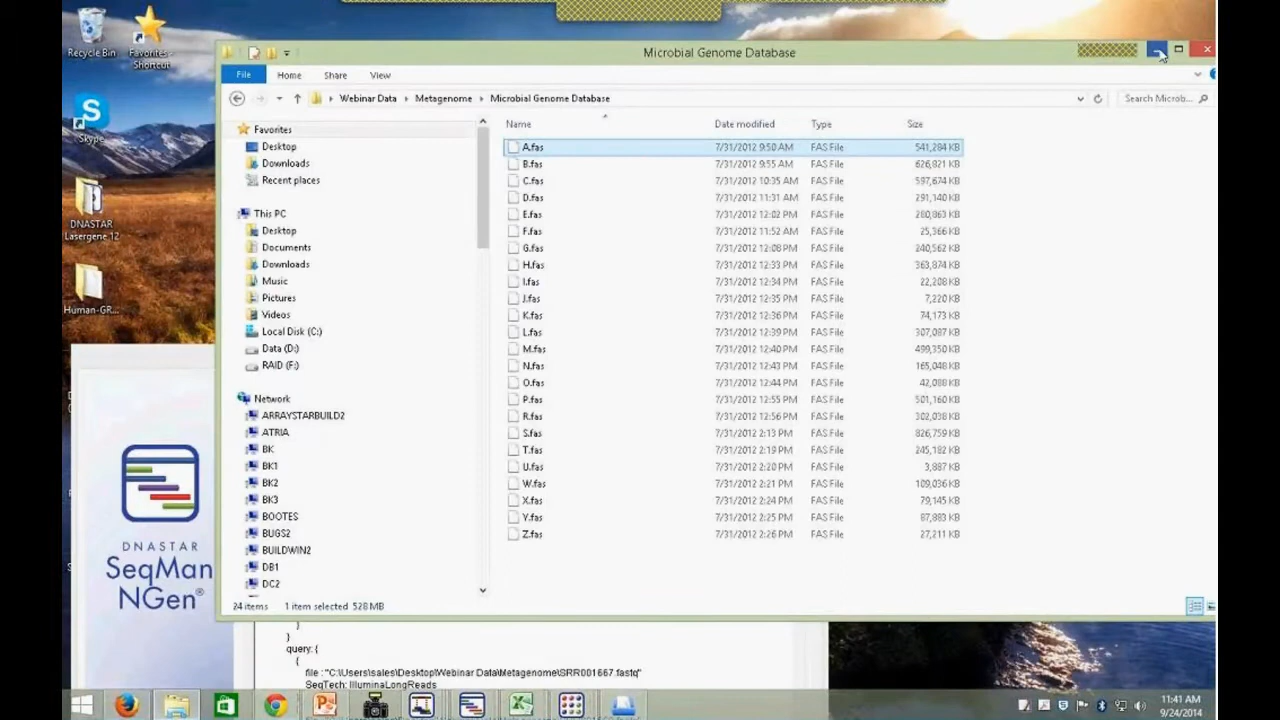 Recycle Bin
Favorites - Shortcut
Skype
DNASTAR Lasergene 12
Human-GR...
Microbial Genome Database
File Home Share View
Webinar Data Metagenome Microbial Genome Database Search Microb...
Favorites
Desktop
Downloads
Recent places
This PC
Desktop
Documents
Downloads
Music
Pictures
Videos
Local Disk (C:)
Data (D:)
RAID (F:)
Network
ARRAYSTARBUILD2
ATRIA
BK
BK1
BK2
BK3
BOOTES
BUGS2
BUILDWIN2
DB1
DC2
Name Date modified Type Size
A.fas 7/31/2012 9:50 AM FAS File 541,284 KB
B.fas 7/31/2012 9:55 AM FAS File 626,821 KB
C.fas 7/31/2012 10:35 AM FAS File 597,674 KB
D.fas 7/31/2012 11:31 AM FAS File 291,140 KB
E.fas 7/31/2012 12:02 PM FAS File 280,863 KB
F.fas 7/31/2012 11:52 AM FAS File 25,366 KB
G.fas 7/31/2012 12:08 PM FAS File 240,562 KB
H.fas 7/31/2012 12:33 PM FAS File 363,874 KB
I.fas 7/31/2012 12:34 PM FAS File 22,208 KB
J.fas 7/31/2012 12:35 PM FAS File 7,220 KB
K.fas 7/31/2012 12:36 PM FAS File 74,173 KB
L.fas 7/31/2012 12:39 PM FAS File 307,087 KB
M.fas 7/31/2012 12:40 PM FAS File 499,350 KB
N.fas 7/31/2012 12:43 PM FAS File 165,048 KB
O.fas 7/31/2012 12:44 PM FAS File 42,088 KB
P.fas 7/31/2012 12:55 PM FAS File 501,160 KB
R.fas 7/31/2012 12:56 PM FAS File 302,038 KB
S.fas 7/31/2012 2:13 PM FAS File 826,759 KB
T.fas 7/31/2012 2:19 PM FAS File 245,182 KB
U.fas 7/31/2012 2:20 PM FAS File 3,887 KB
W.fas 7/31/2012 2:21 PM FAS File 109,036 KB
X.fas 7/31/2012 2:24 PM FAS File 79,145 KB
Y.fas 7/31/2012 2:25 PM FAS File 87,883 KB
Z.fas 7/31/2012 2:26 PM FAS File 27,211 KB
24 items 1 item selected 528 MB
DNASTAR
SeqMan
NGen®
}
}
query: {
{
file : "C:\Users\sales\Desktop\Webinar Data\Metagenome\SRR001667.fastq"
SeqTech: IlluminaLongReads
11:41 AM
9/24/2014